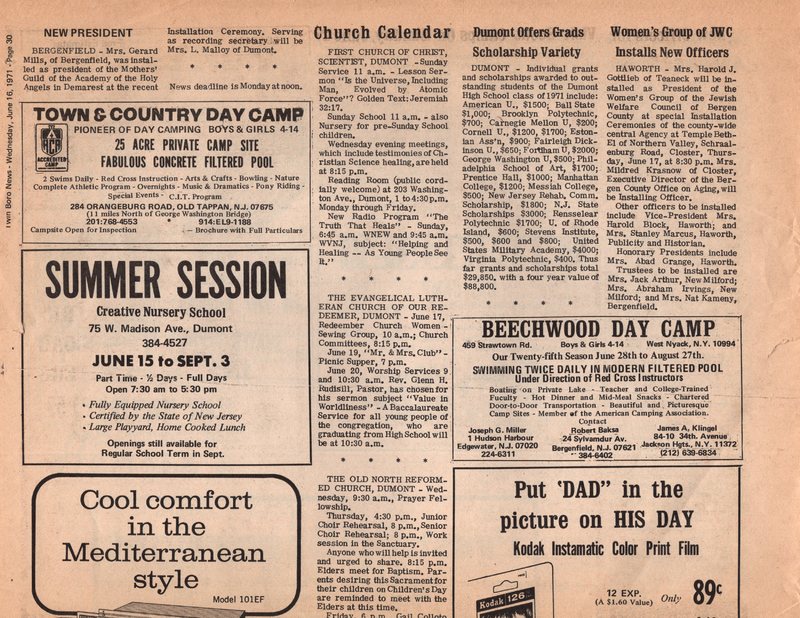 Twin Boro News - Wednesday, June 16, 1971 - Page 30
NEW PRESIDENT
BERGENFIELD - Mrs. Gerard
Mills, of Bergenfield, was instal-
led as president of the Mothers'
Guild of the Academy of the Holy
Angels in Demarest at the recent
Installation Ceremony. Serving
as recording secretary will be
Mrs. L. Malloy of Dumont.
* * * *
News deadline is Monday at noon.
TOWN & COUNTRY DAY CAMP
PIONEER OF DAY CAMPING BOYS & GIRLS 4-14
25 ACRE PRIVATE CAMP SITE
FABULOUS CONCRETE FILTERED POOL
ACCREDITED
CAMP
2 Swims Daily - Red Cross Instruction - Arts & Crafts - Bowling - Nature
Complete Athletic Program - Overnights - Music & Dramatics - Pony Riding -
Special Events - C.I.T. Program
284 ORANGEBURG ROAD, OLD TAPPAN, N.J. 07675
(11 miles North of George Washington Bridge)
201-768-4553 * 914-EL9-1188
Campsite Open for Inspection - Brochure with Full Particulars
SUMMER SESSION
Creative Nursery School
75 W. Madison Ave., Dumont
384-4527
JUNE 15 to SEPT. 3
Part Time - ½ Days - Full Days
Open 7:30 am to 5:30 pm
• Fully Equipped Nursery School
• Certified by the State of New Jersey
• Large Playyard, Home Cooked Lunch
Openings still available for
Regular School Term in Sept.
Cool comfort
in the
Mediterranean
style
Model 101EF
Church Calendar
FIRST CHURCH OF CHRIST,
SCIENTIST, DUMONT - Sunday
Service 11 a.m. - Lesson Ser-
mon "Is the Universe, Including
Man, Evolved by Atomic
Force"? Golden Text: Jeremiah
32:17.
Sunday School 11 a.m. - also
Nursery for pre-Sunday School
children.
Wednesday evening meetings,
which include testimonies of Ch-
ristian Science healing, are held
at 8:15 p.m.
Reading Room (public cord-
ially welcome) at 203 Washing-
ton Ave., Dumont, 1 to 4:30 p.m.
Monday through Friday.
New Radio Program "The
Truth That Heals" - Sunday,
6:45 a.m. WNEW and 9:45 a.m.
WVNJ, subject: "Helping and
Healing -- As Young People See
It."
* * * *
THE EVANGELICAL LUTH-
ERAN CHURCH OF OUR RE-
DEEMER, DUMONT - June 17,
Redeember Church Women -
Sewing Group, 10 a.m.; Church
Committees, 8:15 p.m.
June 19, "Mr. & Mrs. Club" -
Picnic Supper, 7 p.m.
June 20, Worship Services 9
and 10:30 a.m. Rev. Glenn H.
Rudisill, Pastor, has chosen for
his sermon subject "Value in
Worldliness" - A Baccalaureate
Service for all young people of
the congregation, who are
graduating from High School will
be at 10:30 a.m.
* * * *
THE OLD NORTH REFORM-
ED CHURCH, DUMONT - Wed-
nesday, 9:30 a.m., Prayer Fel-
lowship.
Thursday, 4:30 p.m., Junior
Choir Rehearsal, 8 p.m., Senior
Choir Rehearsal; 8 p.m., Work
session in the Sanctuary.
Anyone who will help is invited
and urged to share. 8:15 p.m.
Elders meet for Baptism. Par-
ents desiring this Sacrament for
their children on Children's Day
are reminded to meet with the
Elders at this time.
Dumont Offers Grads
Scholarship Variety
DUMONT - Individual grants
and scholarships awarded to out-
standing students of the Dumont
High School class of 1971 include:
American U., $1500; Ball State
$1,000; Brooklyn Polytechnic,
$700; Carnegie Mellon U., $200;
Cornell U., $1200, $1700; Eston-
ian Ass'n, $900; Fairleigh Dick-
inson U., $650; Fortham U., $2000;
George Washington U, $500; Phil-
adelphia School of Art, $1700;
Prentice Hall, $1000; Manhattan
College, $1200; Messiah College,
$500; New Jersey Rehab, Comm,
Scholarship, $1800; N.J. State
Scholarships $3000; Rensselear
Polytechnic $1700; U. of Rhode
Island, $600; Stevens Institute,
$500, $600 and $800; United
States Military Academy, $4000;
Virginia Polytechnic, $400. Thus
far grants and scholarships total
$29,850, with a four year value of
$88,800.
* * * *
Women's Group of JWC
Installs New Officers
HAWORTH - Mrs. Harold J.
Gottlieb of Teaneck will be in-
stalled as President of the
Women's Group of the Jewish
Welfare Council of Bergen
County at special Installation
Ceremonies of the county-wide
central Agency at Temple Beth-
El of Northern Valley, Schraal-
enburg Road, Closter, Thurs-
day, June 17, at 8:30 p.m. Mrs.
Mildred Krasnow of Closter,
Executive Director of the Ber-
gen County Office on Aging, will
be Installing Officer.
Other officers to be installed
include Vice-President Mrs.
Harold Block, Haworth; and
Mrs. Stanley Marcus, Haworth,
Publicity and Historian.
Honorary Presidents include
Mrs. Abad Grange, Haworth.
Trustees to be installed are
Mrs. Jack Arthur, New Milford;
Mrs. Abraham Irvings, New
Milford; and Mrs. Nat Kameny,
Bergenfield.
BEECHWOOD DAY CAMP
459 Strawtown Rd. Boys & Girls 4-14 West Nyack, N.Y. 10994
Our Twenty-fifth Season June 28th to August 27th.
SWIMMING TWICE DAILY IN MODERN FILTERED POOL
Under Direction of Red Cross Instructors
Boating on Private Lake - Teacher and College-Trained
Fuculty - Hot Dinner and Mid-Meal Snacks - Chartered
Door-to-Door Transportation - Beautiful and Picturesque
Camp Sites - Member of the American Camping Association.
Contact
Joseph G. Miller
1 Hudson Harbour
Edgewater, N.J. 07020
224-6311
Robert Baksa
24 Sylvamdur Av.
Bergenfield, N.J. 07621
384-6402
James A, Klingel
84-10 34th. Avenue
Jackson Hgts., N.Y. 11372
(212) 639-6834
Put 'DAD" in the
picture on HIS DAY
Kodak Instamatic Color Print Film
Kodak 126
12 EXP.
(A $1.60 Value)
Only 89c